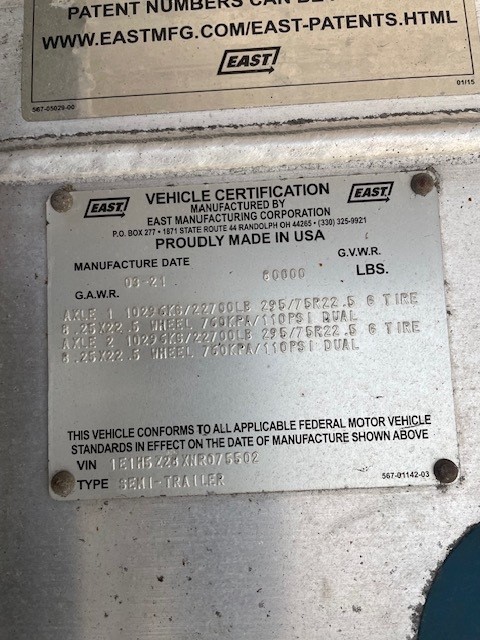 PATENT NUMBERS CAN BE
WWW.EASTMFG.COM/EAST-PATENTS.HTML
EAST
567-05029-00
01/15
EAST VEHICLE CERTIFICATION EAST
MANUFACTURED BY
EAST MANUFACTURING CORPORATION
P.O. BOX 277 • 1871 STATE ROUTE 44 RANDOLPH OH 44265 • (330) 325-9921
PROUDLY MADE IN USA
MANUFACTURE DATE G.V.W.R.
03-21 80000 LBS.
G.A.W.R.
AXLE 1 10296KG/22700LB 295/75R22.5 G TIRE
8.25X22.5 WHEEL 760KPA/110PSI DUAL
AXLE 2 10296KG/22700LB 295/75R22.5 G TIRE
8.25X22.5 WHEEL 760KPA/110PSI DUAL
THIS VEHICLE CONFORMS TO ALL APPLICABLE FEDERAL MOTOR VEHICLE
STANDARDS IN EFFECT ON THE DATE OF MANUFACTURE SHOWN ABOVE
VIN 1E1H5Z28XNR075502
TYPE SEMI-TRAILER
567-01142-03